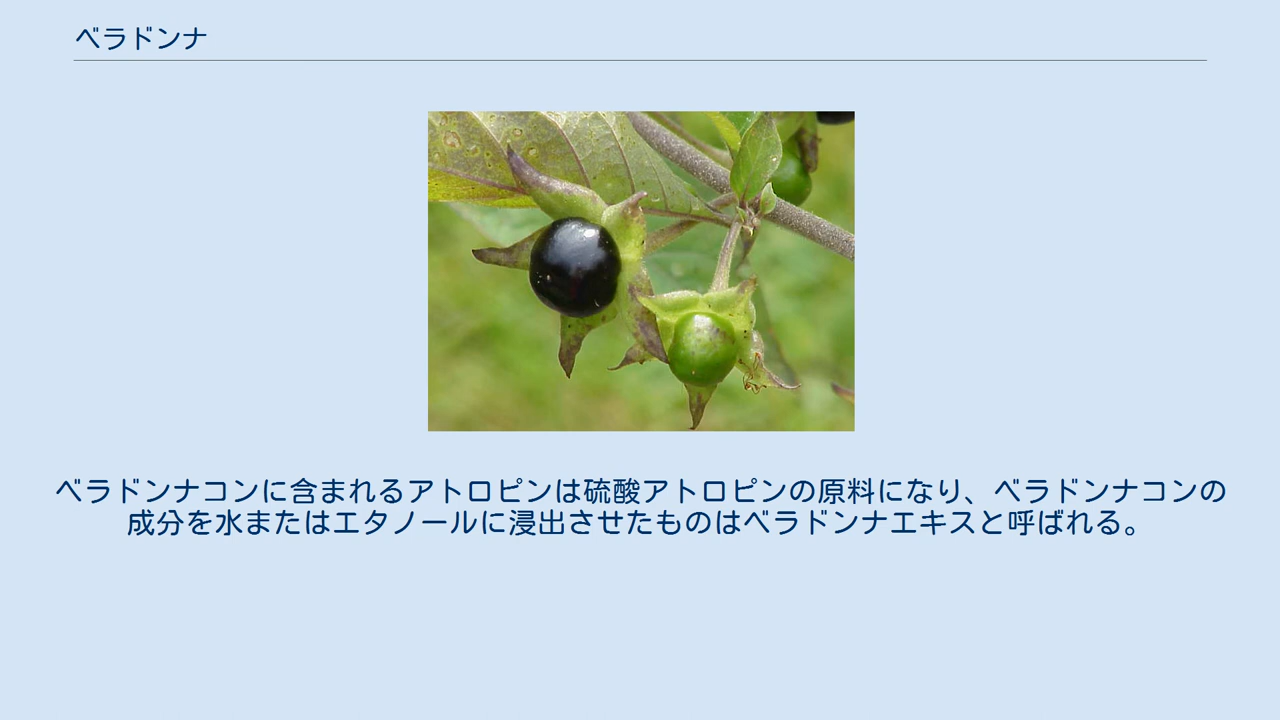 ベラドンナ
ベラドンナコンに含まれるアトロピンは硫酸アトロピンの原料になり、ベラドンナコンの
成分を水またはエタノールに浸出させたものはベラドンナエキスと呼ばれる。